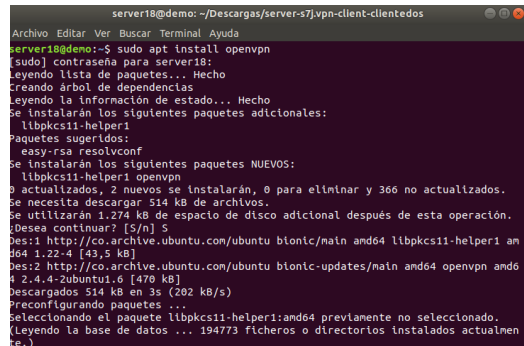 server18@demo: ~/Descargas/server-s7j.vpn-client-clientedos
Archivo Editar Ver Buscar Terminal Ayuda
server18@demo:~$ sudo apt install openvpn
[sudo] contraseña para server18:
Leyendo lista de paquetes... Hecho
Creando árbol de dependencias
Leyendo la información de estado... Hecho
Se instalarán los siguientes paquetes adicionales:
libpkcs11-helper1
Paquetes sugeridos:
easy-rsa resolvconf
Se instalarán los siguientes paquetes NUEVOS:
libpkcs11-helper1 openvpn
0 actualizados, 2 nuevos se instalarán, 0 para eliminar y 366 no actualizados.
Se necesita descargar 514 kB de archivos.
Se utilizarán 1.274 kB de espacio de disco adicional después de esta operación.
¿Desea continuar? [S/n] S
Des:1 http://co.archive.ubuntu.com/ubuntu bionic/main amd64 libpkcs11-helper1 am
d64 1.22-4 [43,5 kB]
Des:2 http://co.archive.ubuntu.com/ubuntu bionic-updates/main amd64 openvpn amd6
4 2.4.4-2ubuntu1.6 [470 kB]
Descargados 514 kB en 3s (202 kB/s)
Preconfigurando paquetes ...
Seleccionando el paquete libpkcs11-helper1:amd64 previamente no seleccionado.
(Leyendo la base de datos ... 194773 ficheros o directorios instalados actualmen
te.)